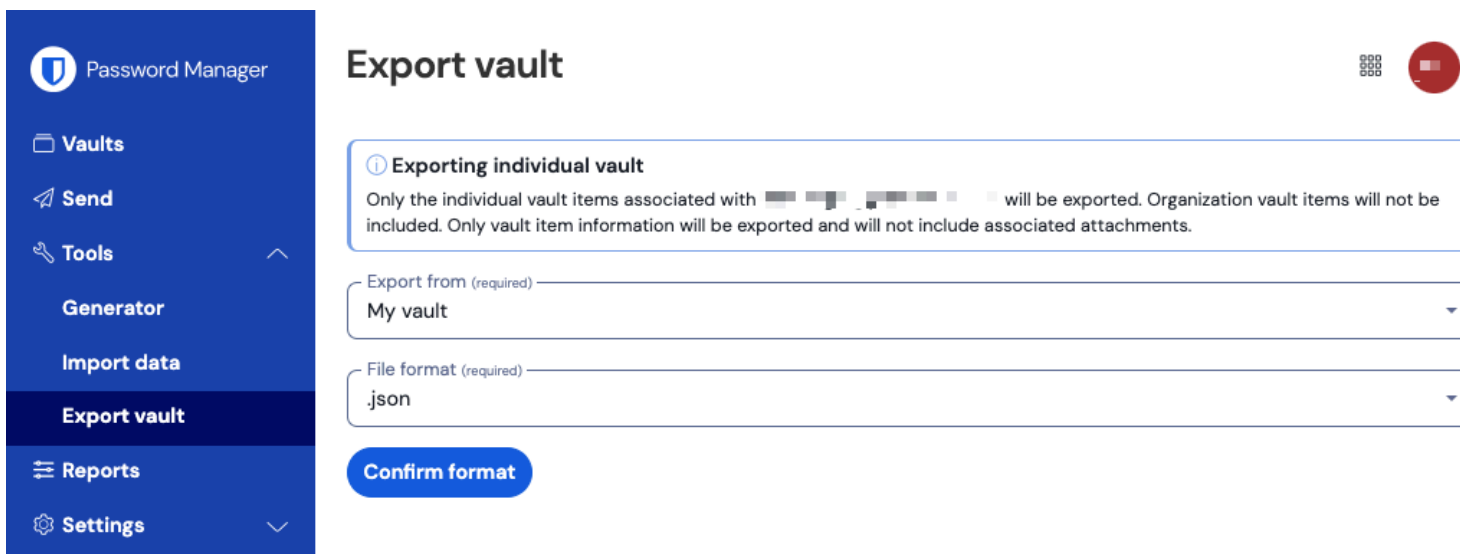 Password Manager
Vaults
Send
Tools
Generator
Import data
Export vault
Reports
Settings
Export vault
Exporting individual vault
Only the individual vault items associated with will be exported. Organization vault items will not be
included. Only vault item information will be exported and will not include associated attachments.
Export from (required)
My vault
File format (required)
.json
Confirm format